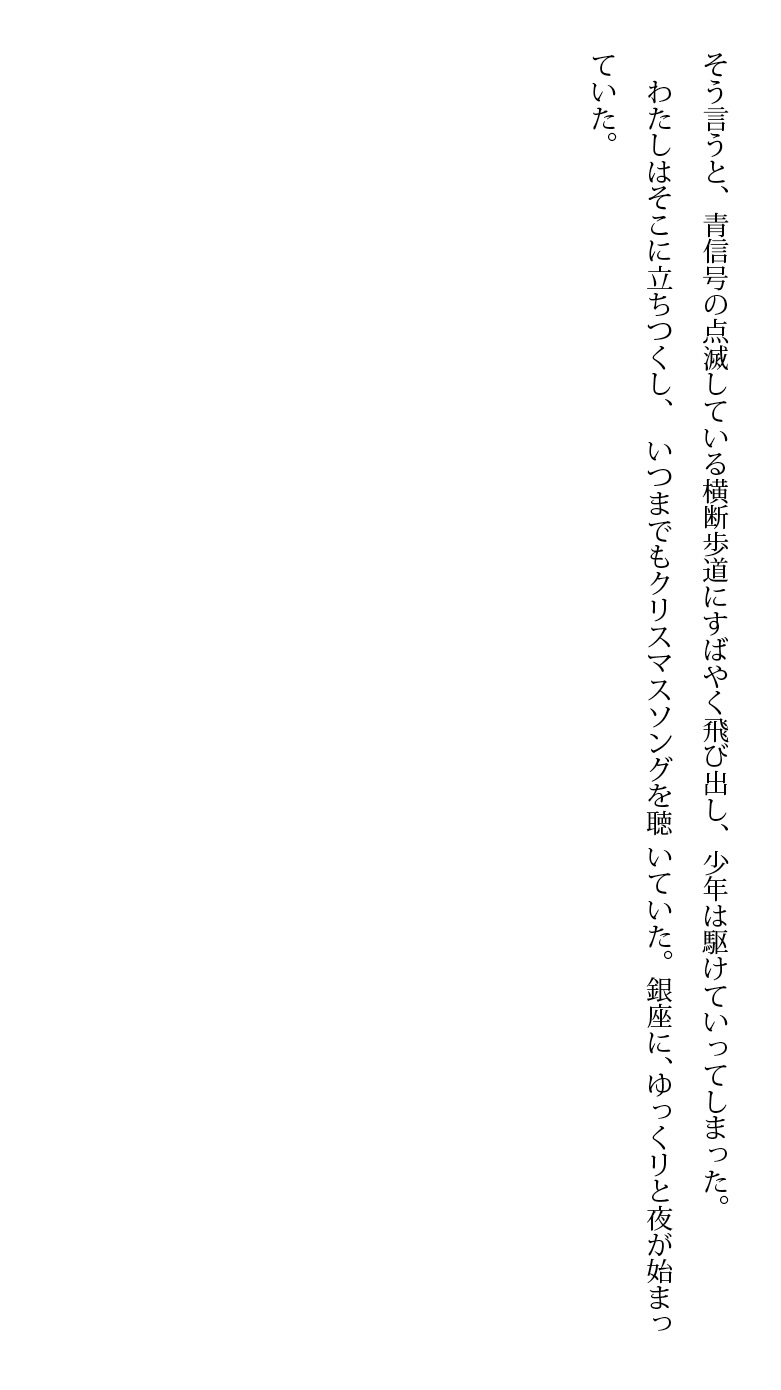 そう言うと、青信号の点滅している横断歩道にすばやく飛び出し、少年は駆けていってしまった。
　わたしはそこに立ちつくし、　いつまでもクリスマスソングを聴いていた。銀座に、ゆっくリと夜が始まっ
ていた。